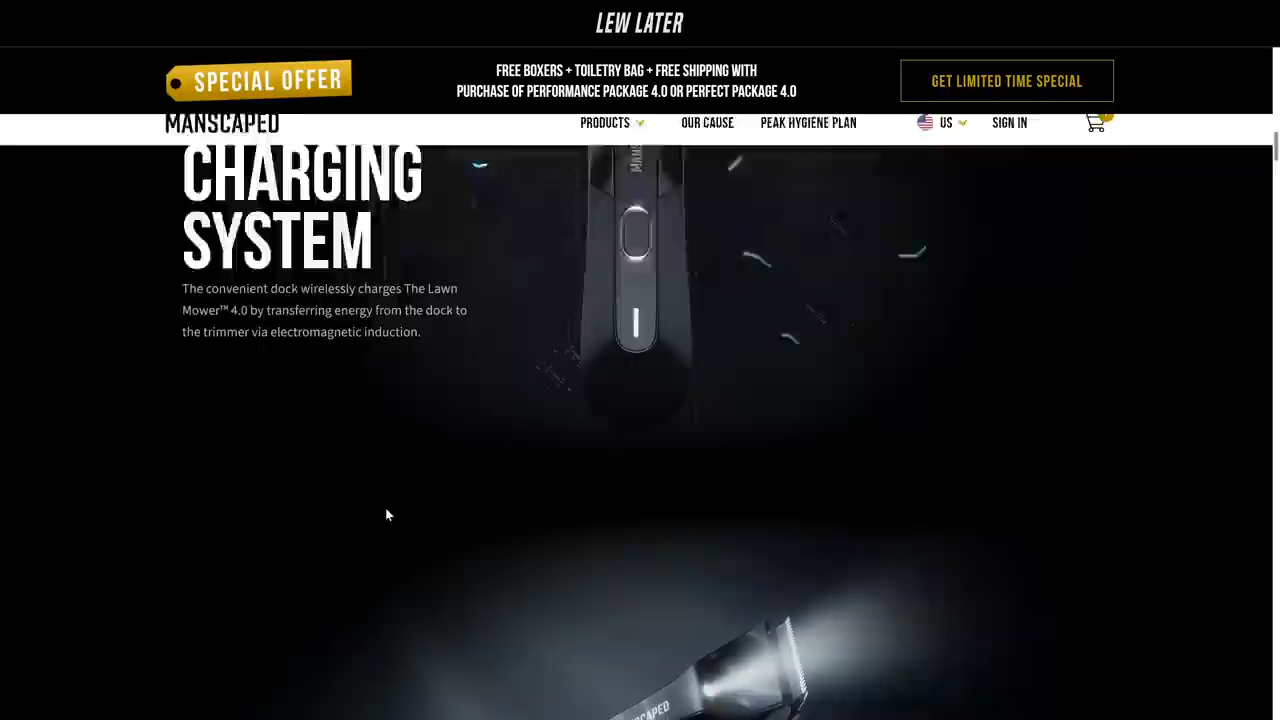 LEW LATER
SPECIAL OFFER
FREE BOXERS + TOILETRY BAG + FREE SHIPPING WITH
PURCHASE OF PERFORMANCE PACKAGE 4.0 OR PERFECT PACKAGE 4.0
GET LIMITED TIME SPECIAL
MANSCAPED
PRODUCTS
OUR CAUSE
PEAK HYGIENE PLAN
US
SIGN IN
CHARGING
SYSTEM
The convenient dock wirelessly charges The Lawn
Mower™ 4.0 by transferring energy from the dock to
the trimmer via electromagnetic induction.